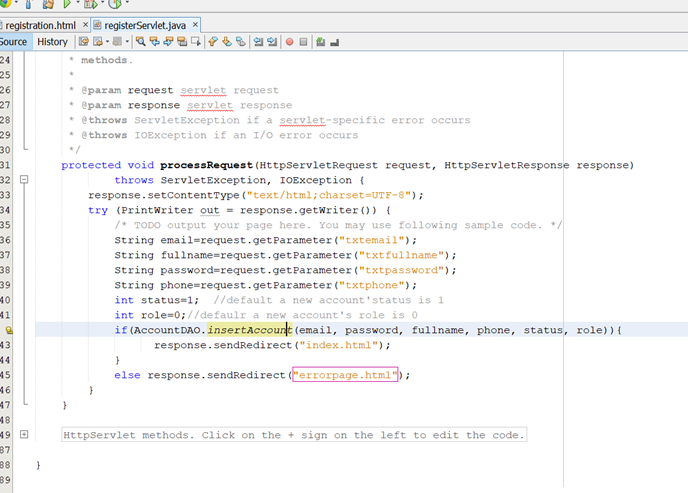 registration.html × registerServlet.java ×
Source History
24 * methods.
25 *
26 * @param request servlet request
27 * @param response servlet response
28 * @throws ServletException if a servlet-specific error occurs
29 * @throws IOException if an I/O error occurs
30 */
31 protected void processRequest(HttpServletRequest request, HttpServletResponse response)
32 throws ServletException, IOException {
33 response.setContentType("text/html;charset=UTF-8");
34 try (PrintWriter out = response.getWriter()) {
35 /* TODO output your page here. You may use following sample code. */
36 String email=request.getParameter("txtemail");
37 String fullname=request.getParameter("txtfullname");
38 String password=request.getParameter("txtpassword");
39 String phone=request.getParameter("txtphone");
40 int status=1; //default a new account'status is 1
41 int role=0;//defaulr a new account's role is 0
if(AccountDAO.insertAccount(email, password, fullname, phone, status, role)){
43 response.sendRedirect("index.html");
44 }
45 else response.sendRedirect("errorpage.html");
46 }
47 }
48
49 HttpServlet methods. Click on the + sign on the left to edit the code.
87
88 }
89